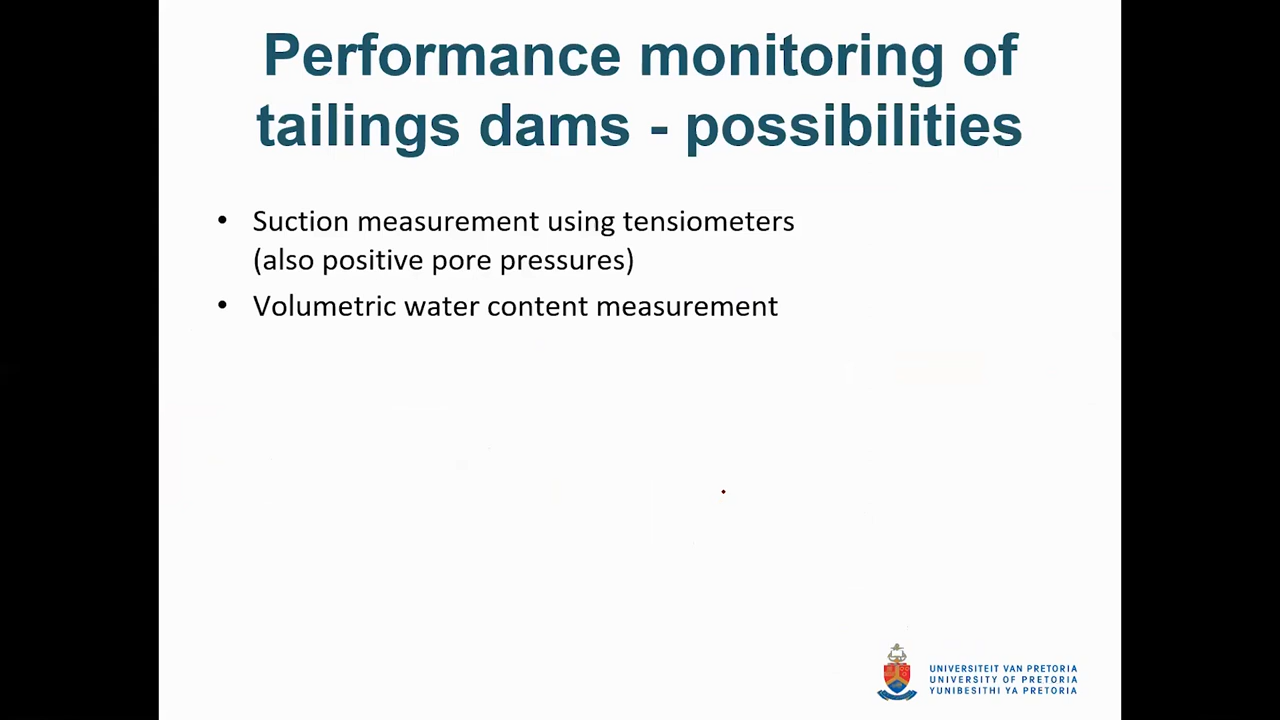 Performance monitoring of
tailings dams - possibilities
• Suction measurement using tensiometers
(also positive pore pressures)
• Volumetric water content measurement
UNIVERSITEIT VAN PRETORIA
UNIVERSITY OF PRETORIA
YUNIBESITHI YA PRETORIA